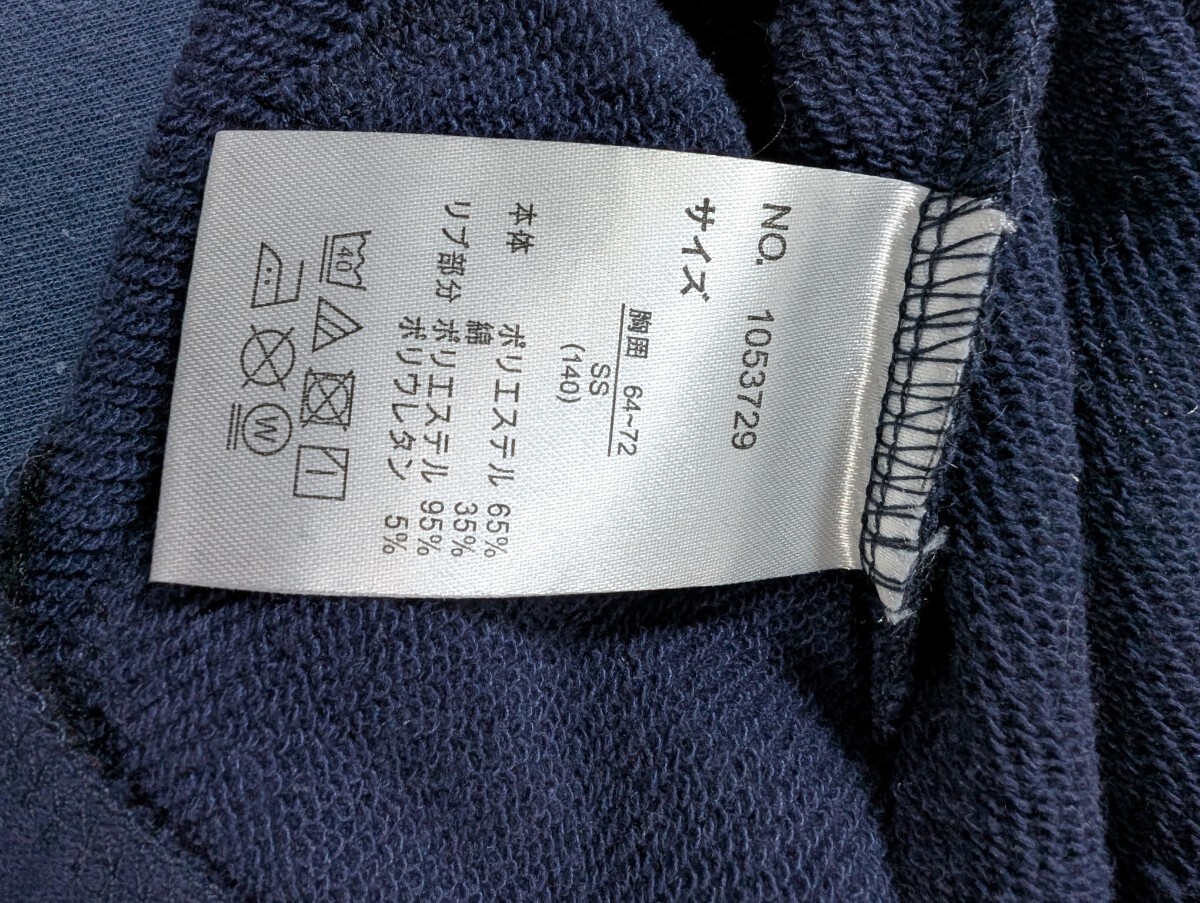 NO. 1053729
サイズ
胸囲 64~72
SS
(140)
本体 ポリエステル 65%
綿 35%
リブ部分 ポリエステル 95%
ポリウレタン 5%
40
W